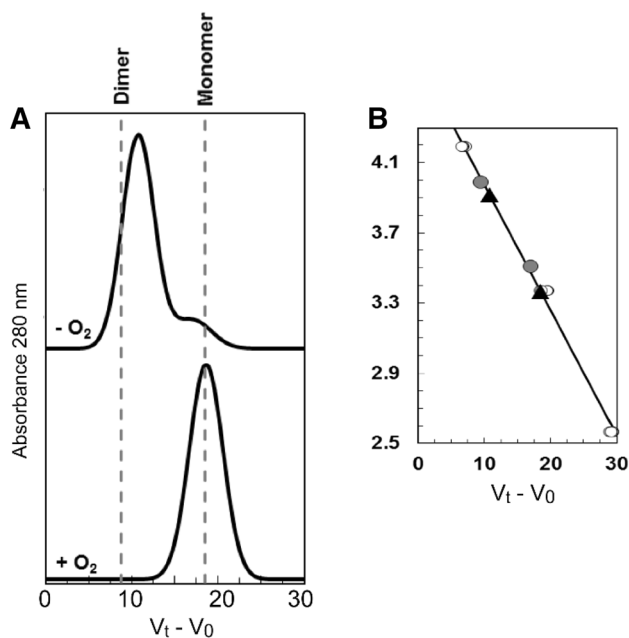 Dimer
Monomer
A
B
Absorbance 280 nm
- O₂
+ O₂
0 10 20 30
Vₜ - V₀
4.1
3.7
3.3
2.9
2.5
0 10 20 30
Vₜ - V₀